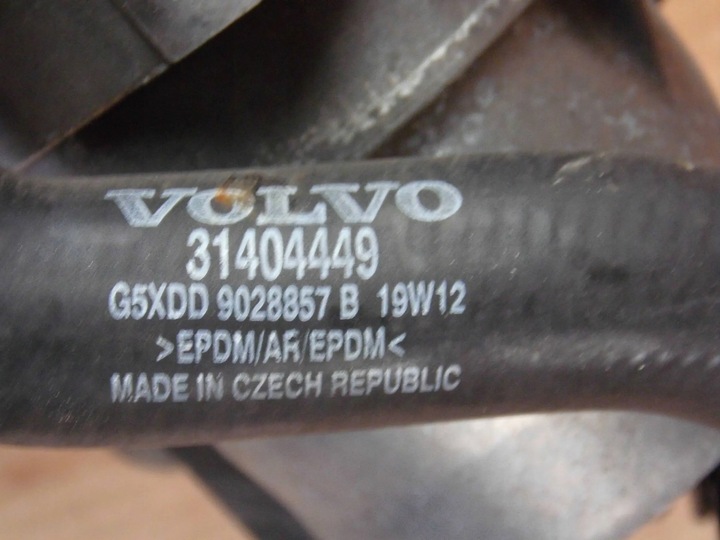 VOLVO
31404449
G5XDD 9028857 B 19W12
>EPDM/AR/EPDM<
MADE IN CZECH REPUBLIC